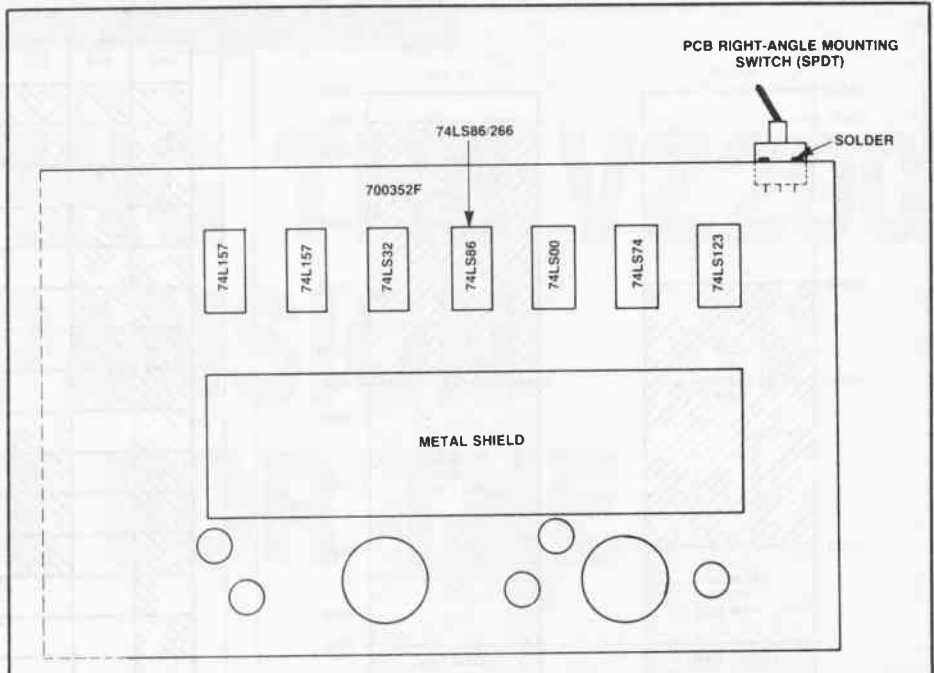 PCB RIGHT-ANGLE MOUNTING
SWITCH (SPDT)
SOLDER
74LS86/266
700352F
74L157
74L157
74LS32
74LS86
74LS00
74LS74
74LS123
METAL SHIELD